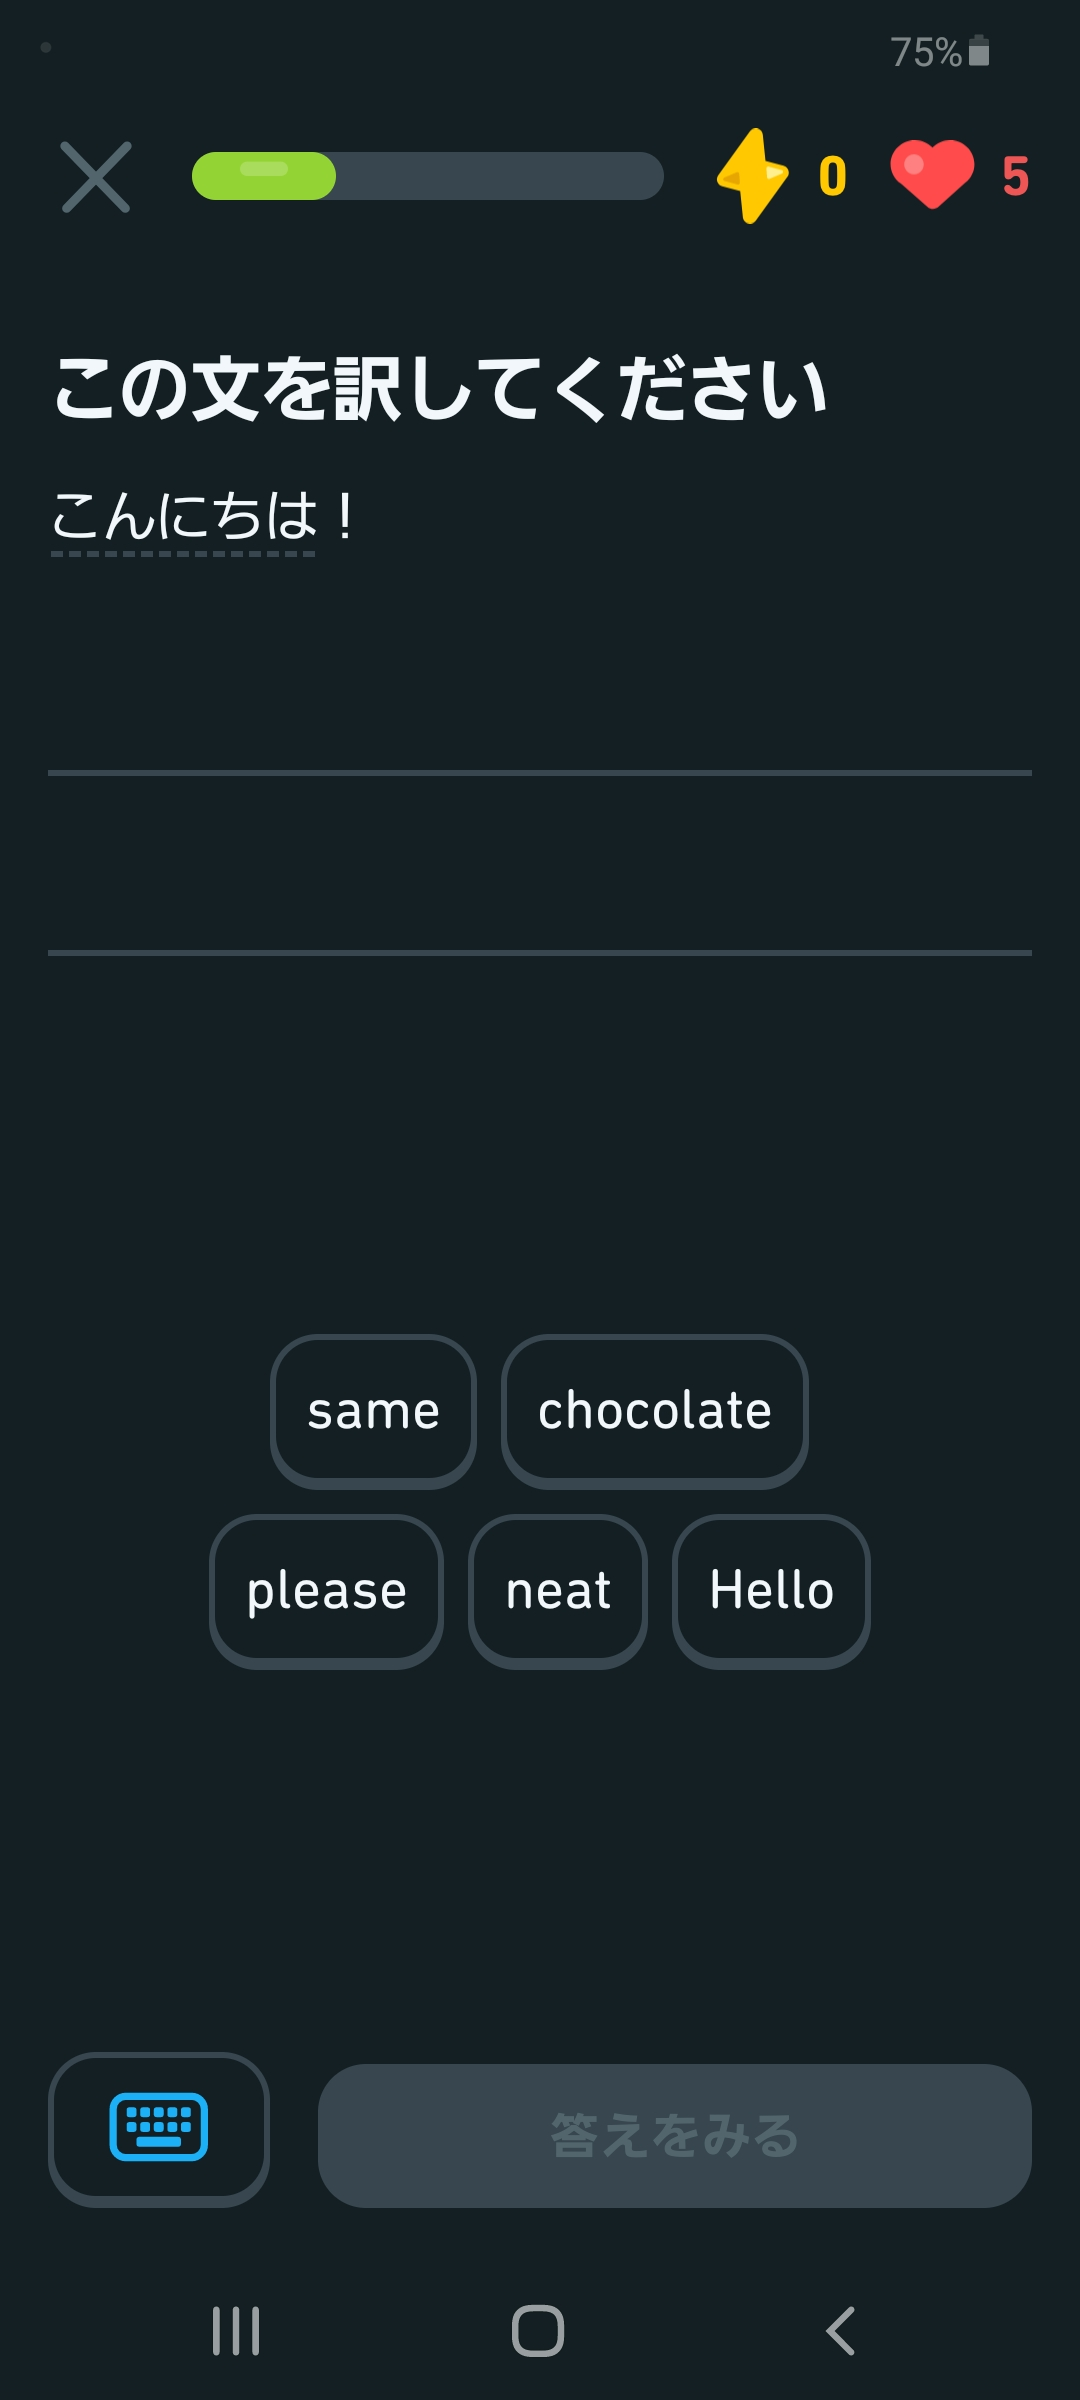 75%
0 5
この文を訳してください
こんにちは！
same chocolate
please neat Hello
答えをみる